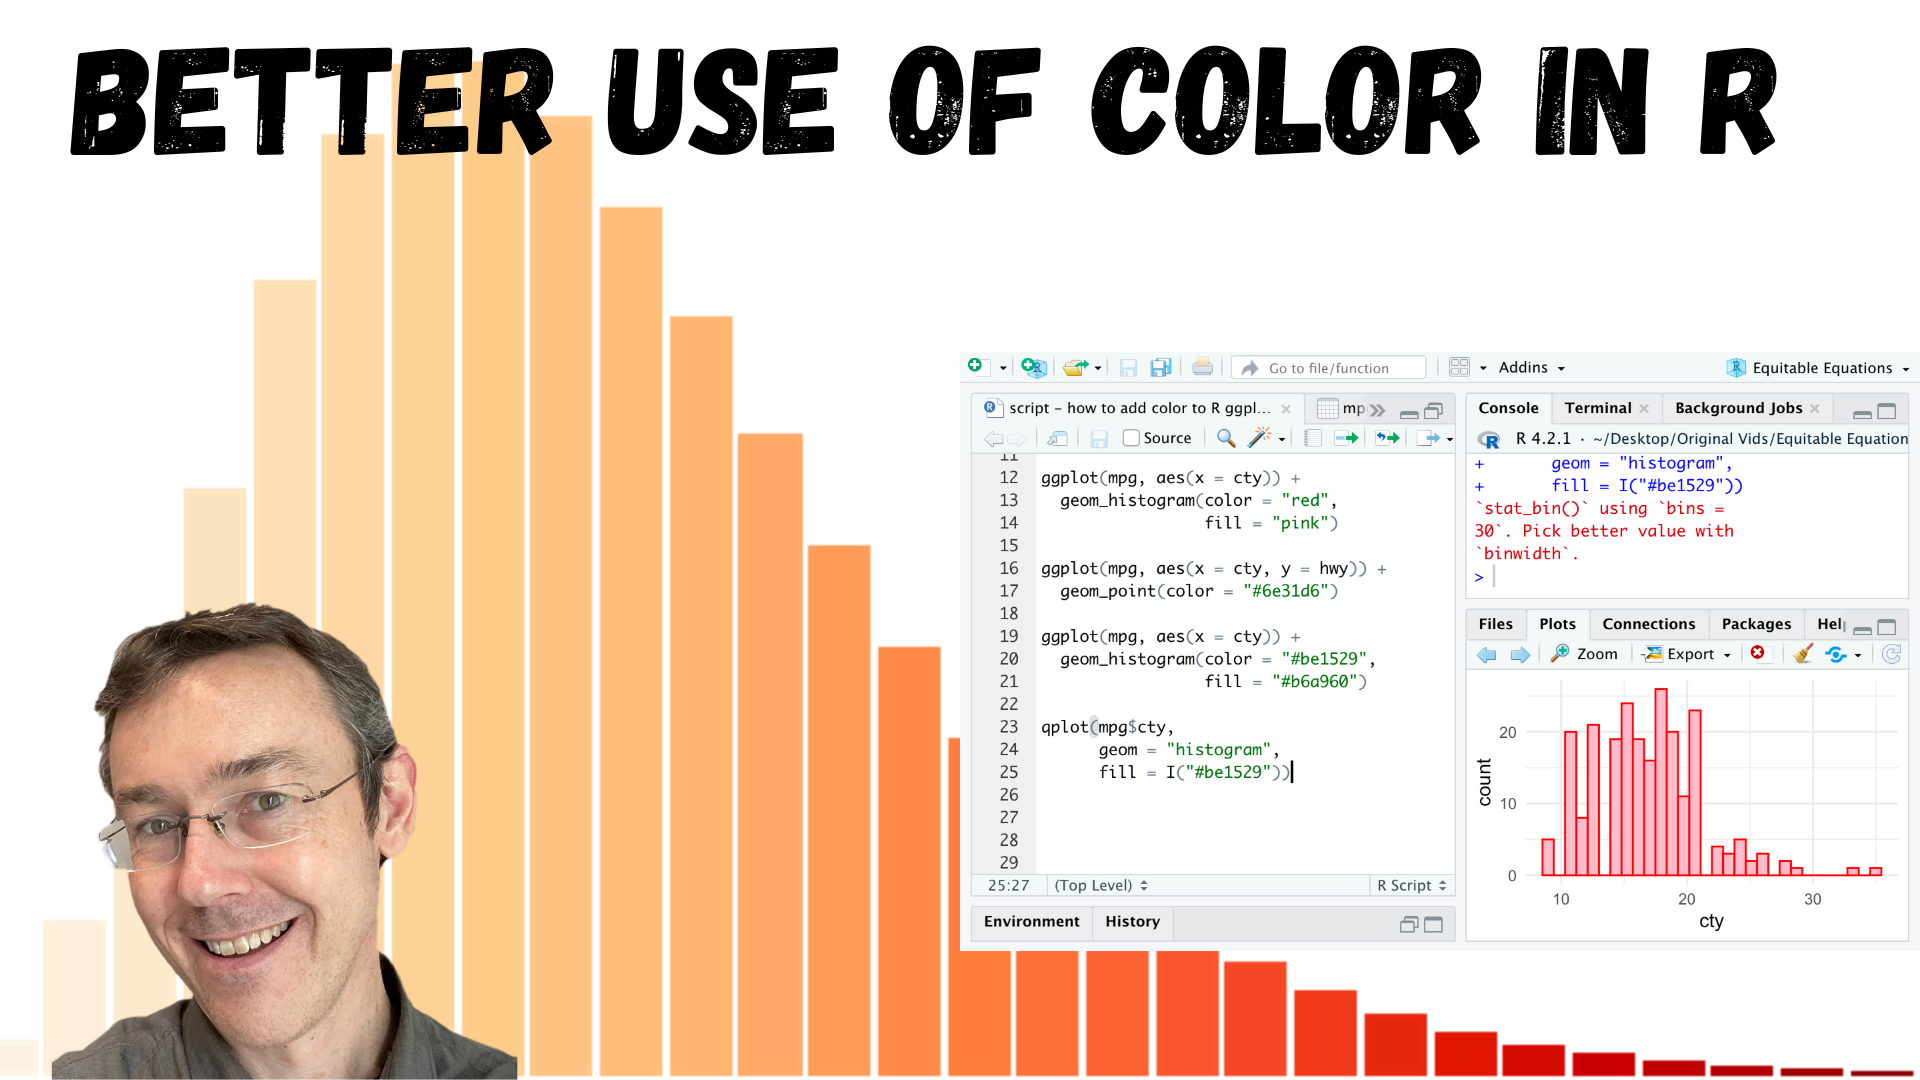 BETTER USE OF COLOR IN R
Go to file/function
Addins
Equitable Equations
script - how to add color to R ggpl...
mp
Source
11
12 ggplot(mpg, aes(x = cty)) +
13 geom_histogram(color = "red",
14 fill = "pink")
15
16 ggplot(mpg, aes(x = cty, y = hwy)) +
17 geom_point(color = "#6e31d6")
18
19 ggplot(mpg, aes(x = cty)) +
20 geom_histogram(color = "#be1529",
21 fill = "#b6a960")
22
23 qplot(mpg$cty,
24 geom = "histogram",
25 fill = I("#be1529"))
26
27
28
29
25:27 (Top Level) R Script
Environment History
Console Terminal Background Jobs
R 4.2.1 · ~/Desktop/Original Vids/Equitable Equation
+ geom = "histogram",
+ fill = I("#be1529"))
`stat_bin()` using `bins =
30`. Pick better value with
`binwidth`.
>
Files Plots Connections Packages Hel
Zoom Export
20
10
0
count
10 20 30
cty